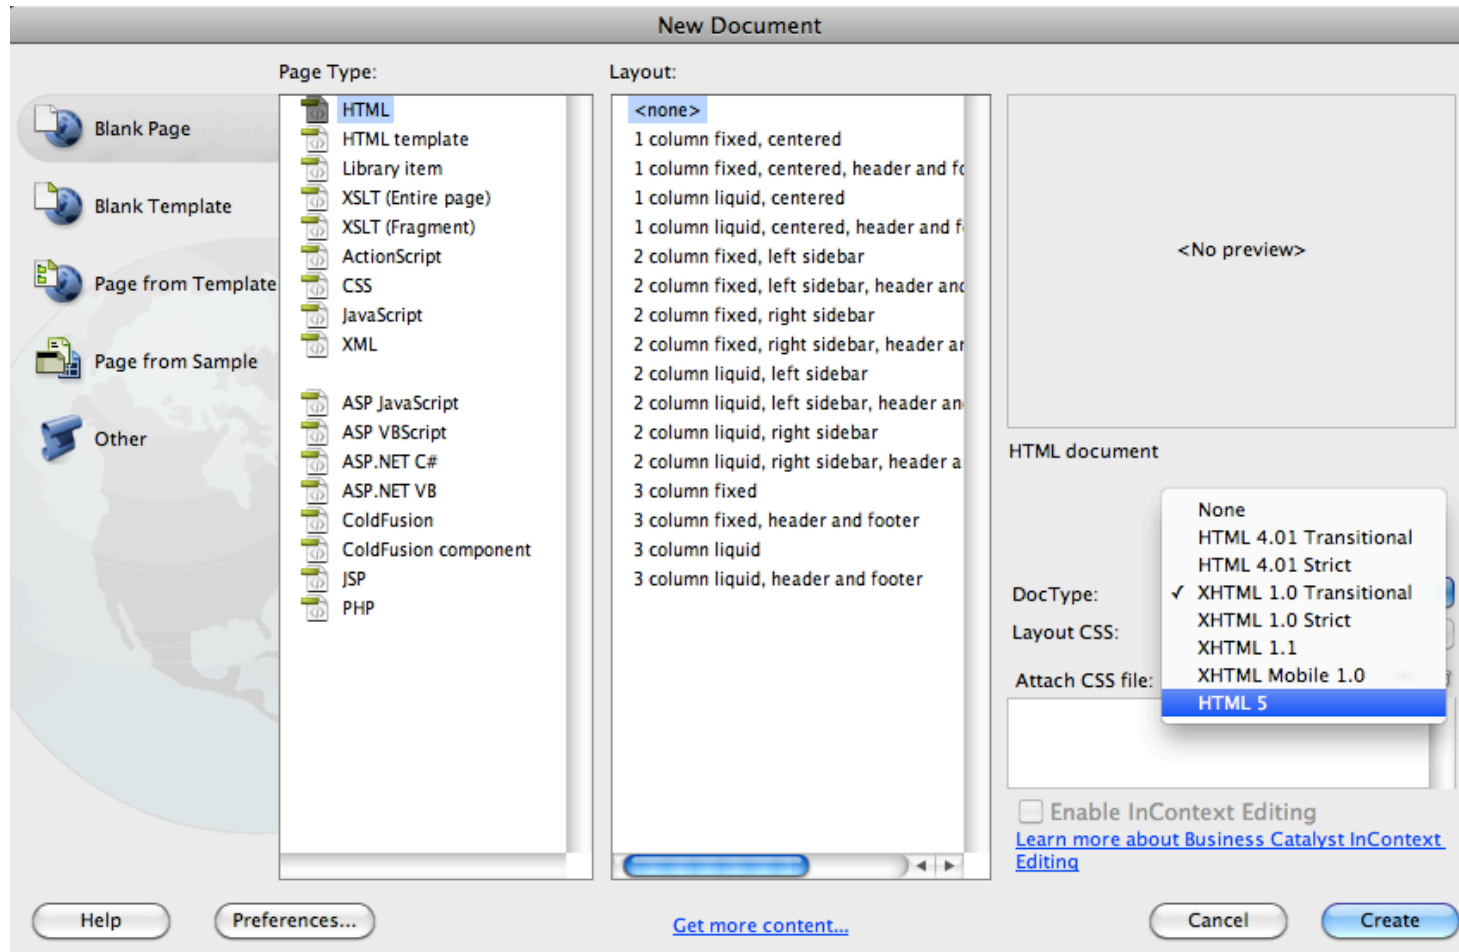 New Document
Page Type:
Layout:
Blank Page
Blank Template
Page from Template
Page from Sample
Other
HTML
HTML template
Library item
XSLT (Entire page)
XSLT (Fragment)
ActionScript
CSS
JavaScript
XML
ASP JavaScript
ASP VBScript
ASP.NET C#
ASP.NET VB
ColdFusion
ColdFusion component
JSP
PHP
<none>
1 column fixed, centered
1 column fixed, centered, header and fo
1 column liquid, centered
1 column liquid, centered, header and f
2 column fixed, left sidebar
2 column fixed, left sidebar, header and
2 column fixed, right sidebar
2 column fixed, right sidebar, header ar
2 column liquid, left sidebar
2 column liquid, left sidebar, header an
2 column liquid, right sidebar
2 column liquid, right sidebar, header a
3 column fixed
3 column fixed, header and footer
3 column liquid
3 column liquid, header and footer
<No preview>
HTML document
DocType:
None
HTML 4.01 Transitional
HTML 4.01 Strict
✓ XHTML 1.0 Transitional
XHTML 1.0 Strict
XHTML 1.1
XHTML Mobile 1.0
HTML 5
Layout CSS:
Attach CSS file:
Enable InContext Editing
Learn more about Business Catalyst InContext
Editing
Help
Preferences...
Get more content...
Cancel
Create